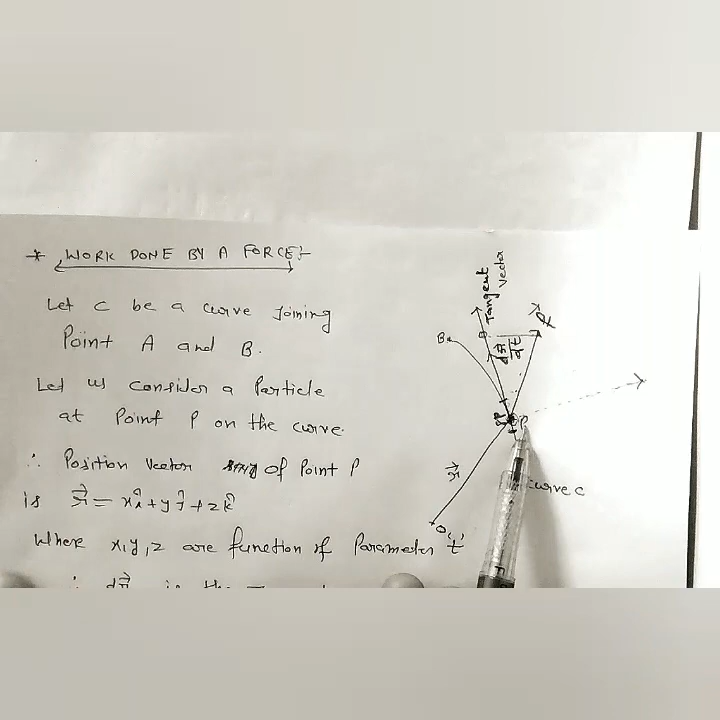 * WORK DONE BY A FORCE:-
Let C be a curve joining
Point A and B.
Let us consider a Particle
at Point P on the curve.
∴ Position Vector of Point P
is r⃗ = xî + yĵ + zk̂
Where x, y, z are function of Parameter 't'
Tangent
Vector
B
dr⃗
dt
P
r⃗
O
curve C